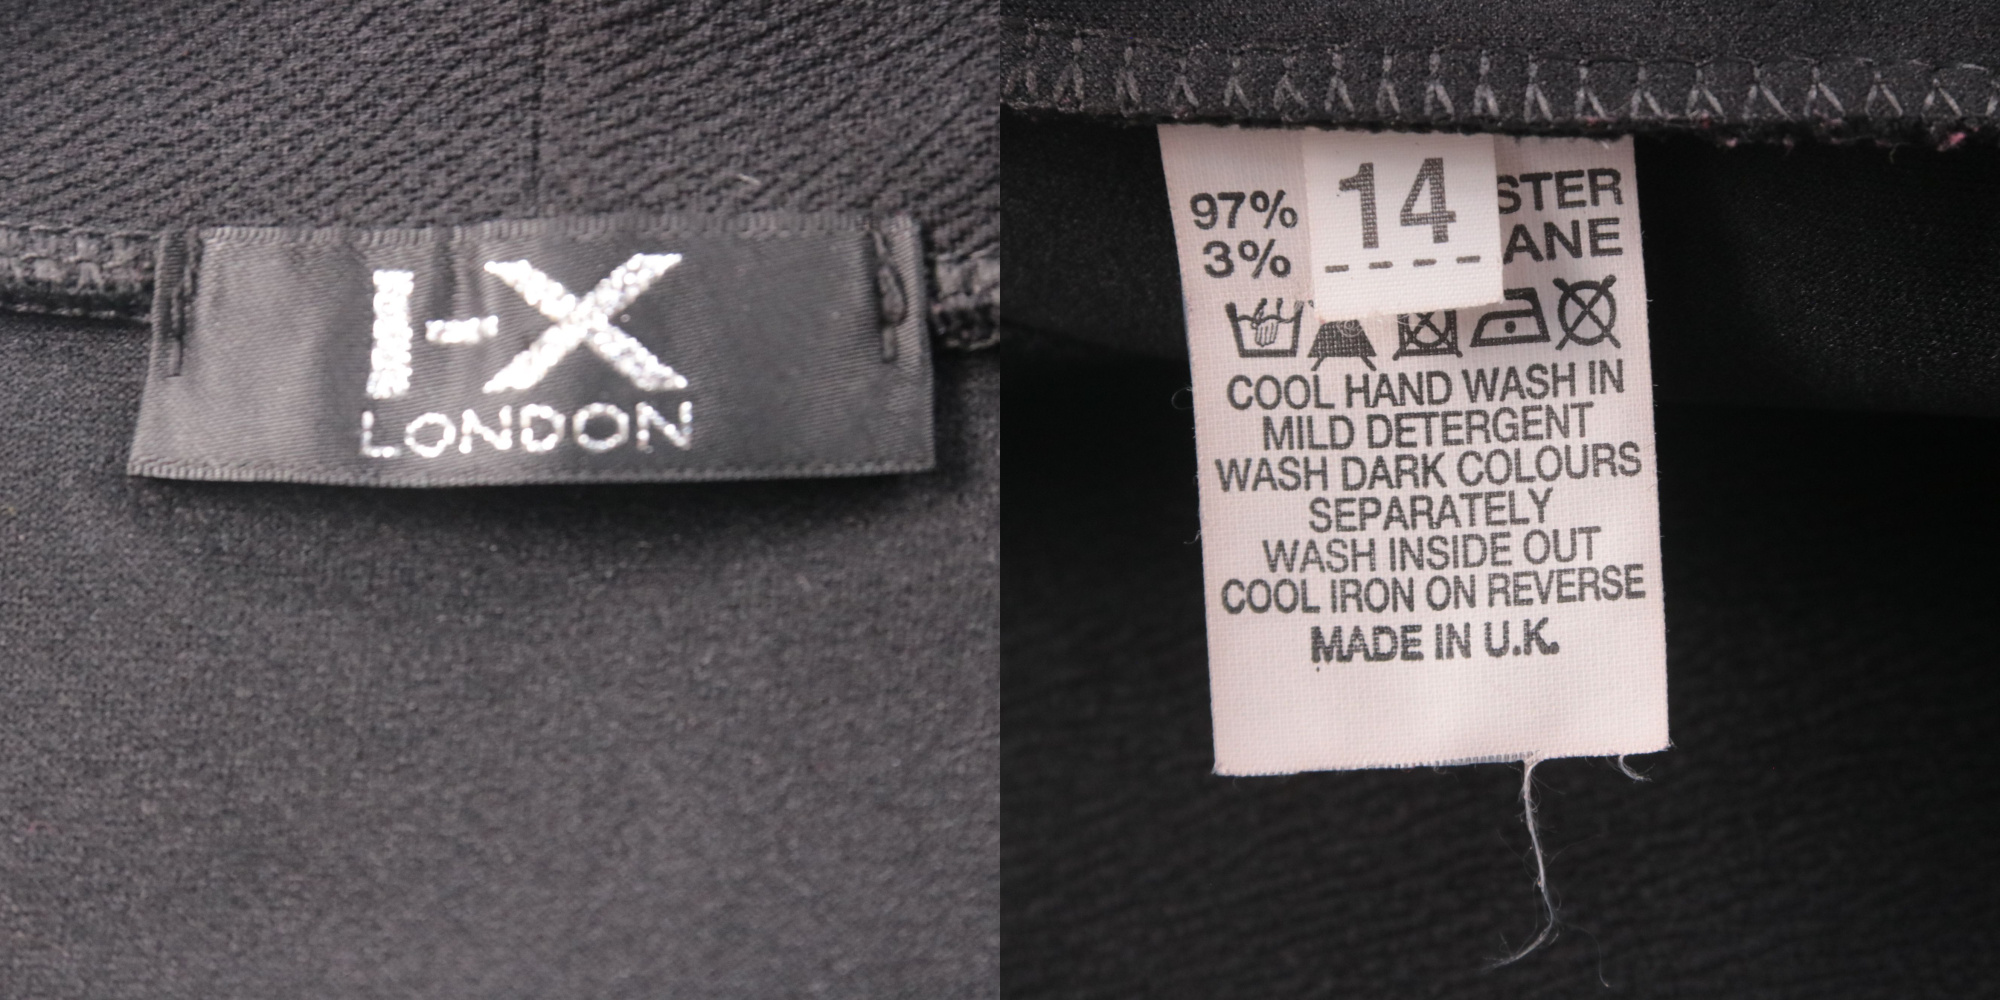 I-X
LONDON
14
97% STER
3% ANE
COOL HAND WASH IN
MILD DETERGENT
WASH DARK COLOURS
SEPARATELY
WASH INSIDE OUT
COOL IRON ON REVERSE
MADE IN U.K.